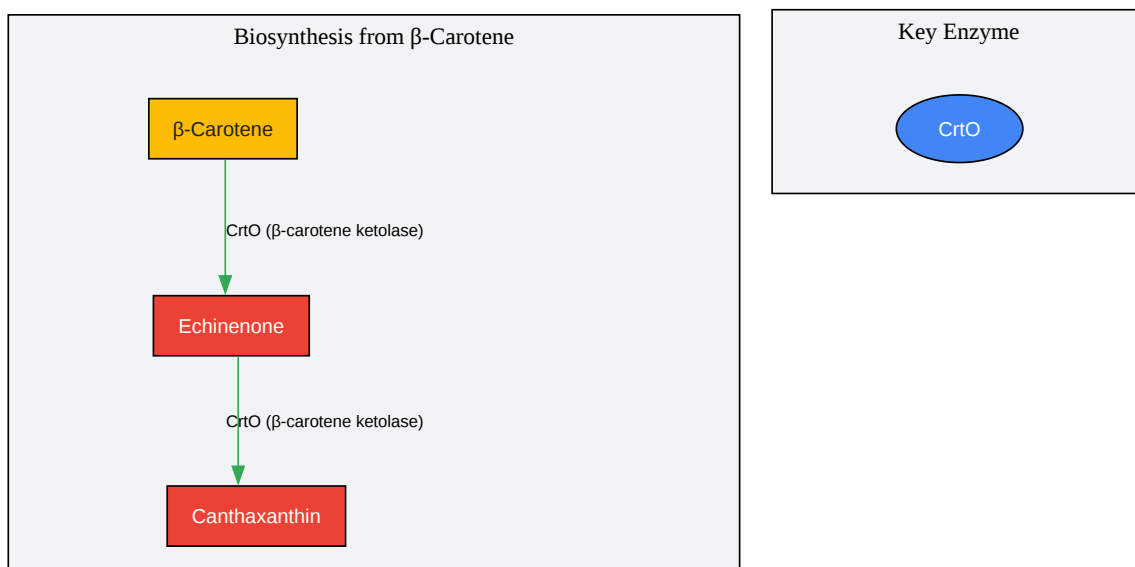 Biosynthesis from β-Carotene
β-Carotene
CrtO (β-carotene ketolase)
Echinenone
CrtO (β-carotene ketolase)
Canthaxanthin
Key Enzyme
CrtO